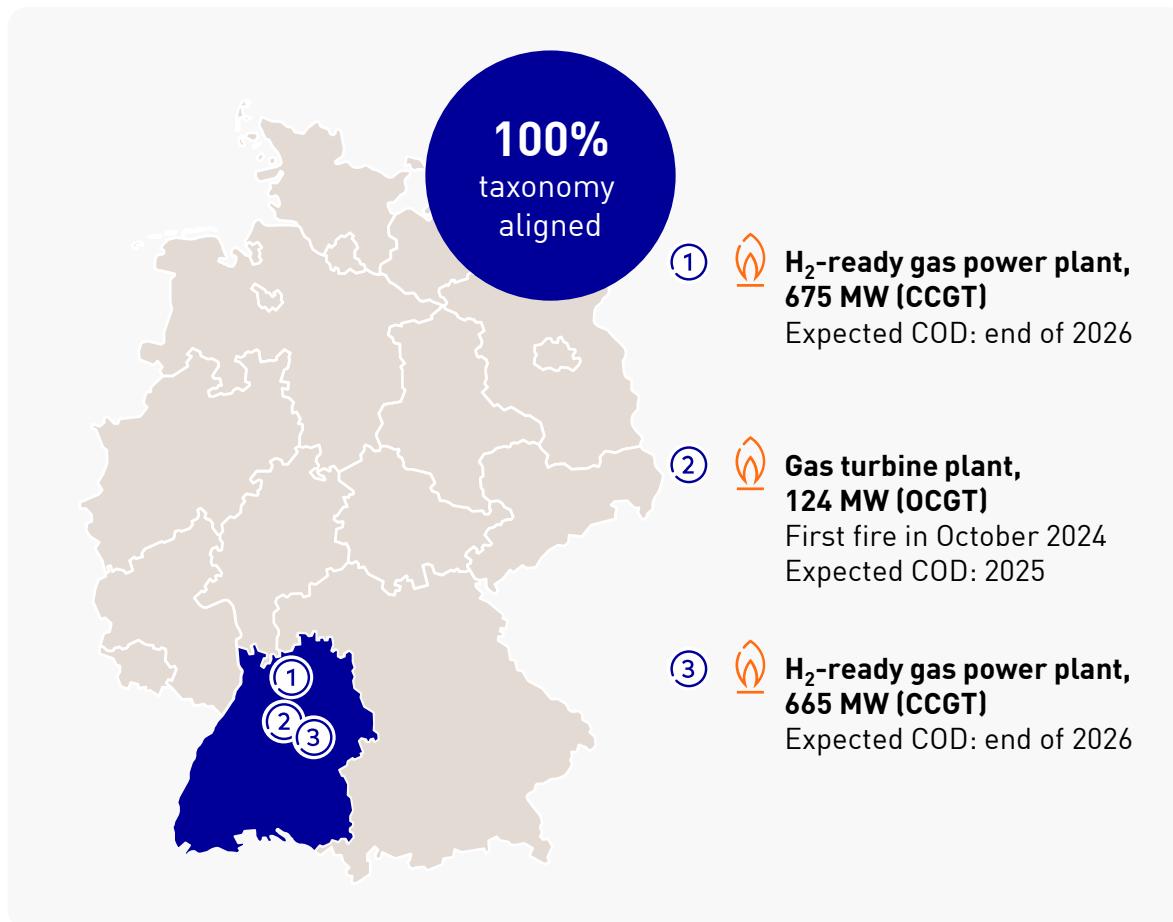 100%
taxonomy
aligned
1
H₂-ready gas power plant,
675 MW (CCGT)
Expected COD: end of 2026
2
Gas turbine plant,
124 MW (OCGT)
First fire in October 2024
Expected COD: 2025
3
H₂-ready gas power plant,
665 MW (CCGT)
Expected COD: end of 2026
1
2
3